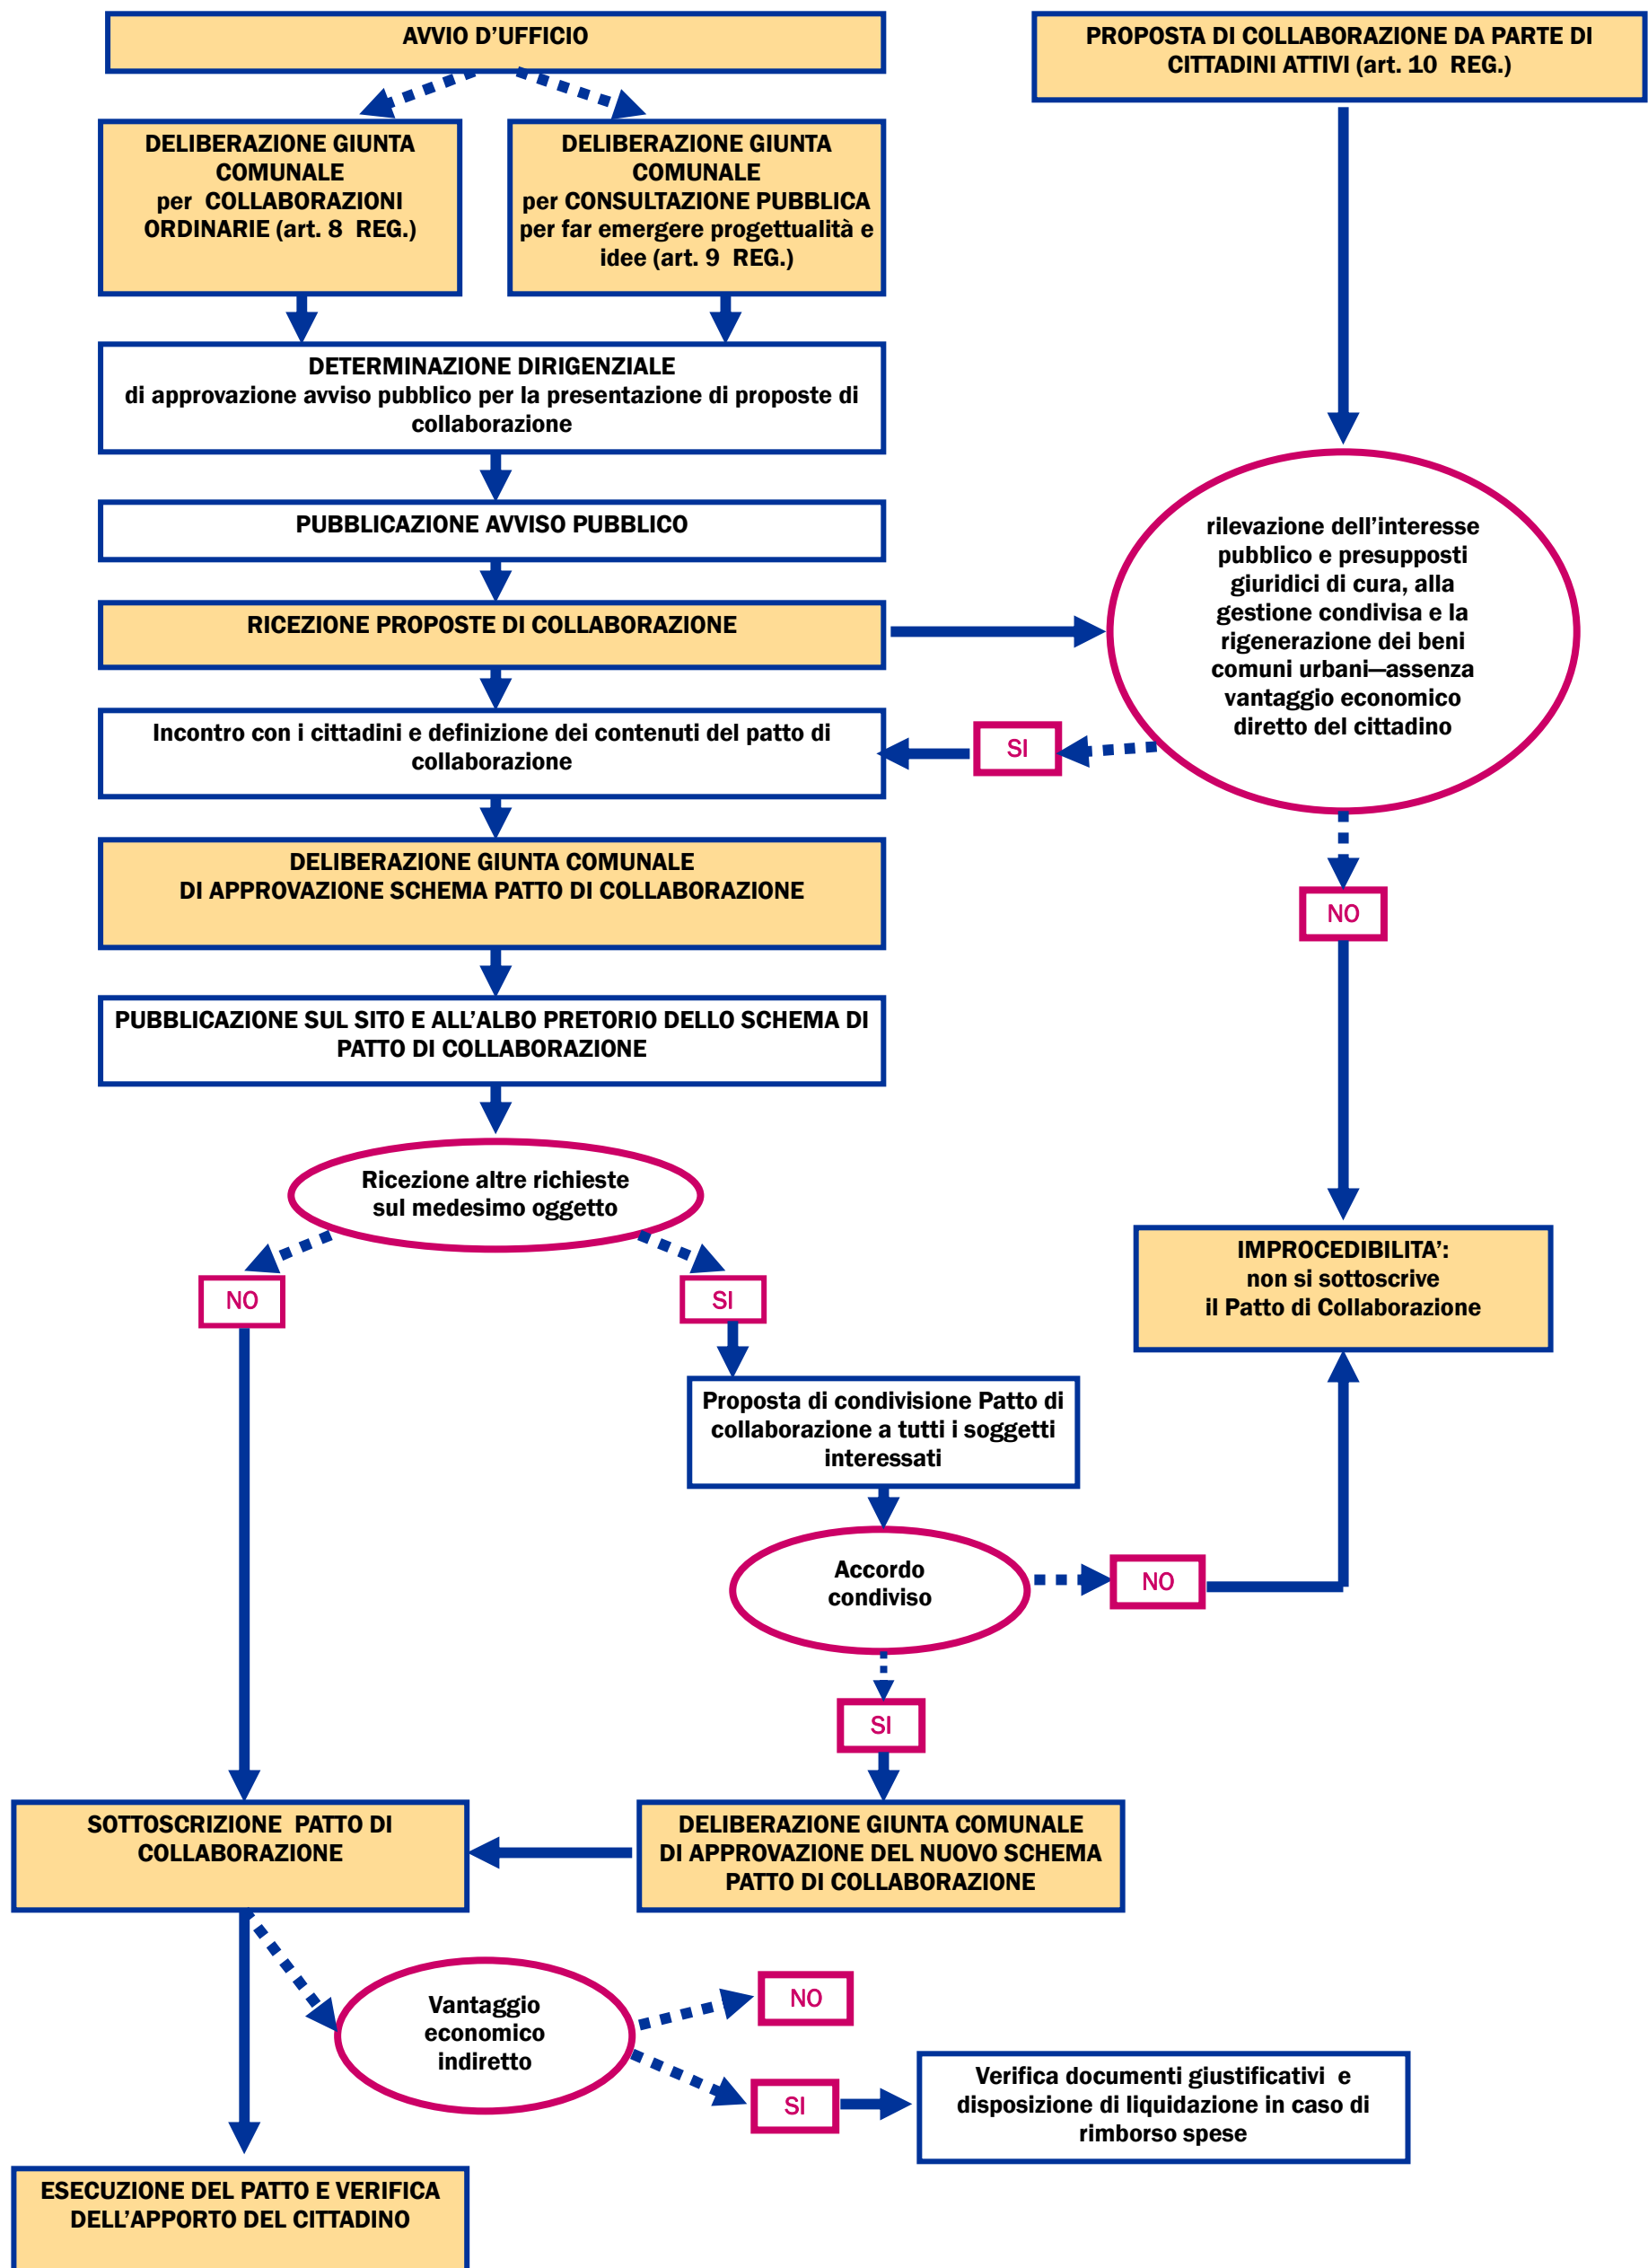 AVVIO D'UFFICIO
PROPOSTA DI COLLABORAZIONE DA PARTE DI
CITTADINI ATTIVI (art. 10 REG.)
DELIBERAZIONE GIUNTA
COMUNALE
per COLLABORAZIONI
ORDINARIE (art. 8 REG.)
DELIBERAZIONE GIUNTA
COMUNALE
per CONSULTAZIONE PUBBLICA
per far emergere progettualità e
idee (art. 9 REG.)
DETERMINAZIONE DIRIGENZIALE
di approvazione avviso pubblico per la presentazione di proposte di
collaborazione
PUBBLICAZIONE AVVISO PUBBLICO
RICEZIONE PROPOSTE DI COLLABORAZIONE
rilevazione dell'interesse
pubblico e presupposti
giuridici di cura, alla
gestione condivisa e la
rigenerazione dei beni
comuni urbani—assenza
vantaggio economico
diretto del cittadino
Incontro con i cittadini e definizione dei contenuti del patto di
collaborazione
SI
NO
DELIBERAZIONE GIUNTA COMUNALE
DI APPROVAZIONE SCHEMA PATTO DI COLLABORAZIONE
PUBBLICAZIONE SUL SITO E ALL'ALBO PRETORIO DELLO SCHEMA DI
PATTO DI COLLABORAZIONE
Ricezione altre richieste
sul medesimo oggetto
NO
SI
IMPROCEDIBILITA':
non si sottoscrive
il Patto di Collaborazione
Proposta di condivisione Patto di
collaborazione a tutti i soggetti
interessati
Accordo
condiviso
NO
SI
SOTTOSCRIZIONE PATTO DI
COLLABORAZIONE
DELIBERAZIONE GIUNTA COMUNALE
DI APPROVAZIONE DEL NUOVO SCHEMA
PATTO DI COLLABORAZIONE
Vantaggio
economico
indiretto
NO
SI
Verifica documenti giustificativi e
disposizione di liquidazione in caso di
rimborso spese
ESECUZIONE DEL PATTO E VERIFICA
DELL'APPORTO DEL CITTADINO